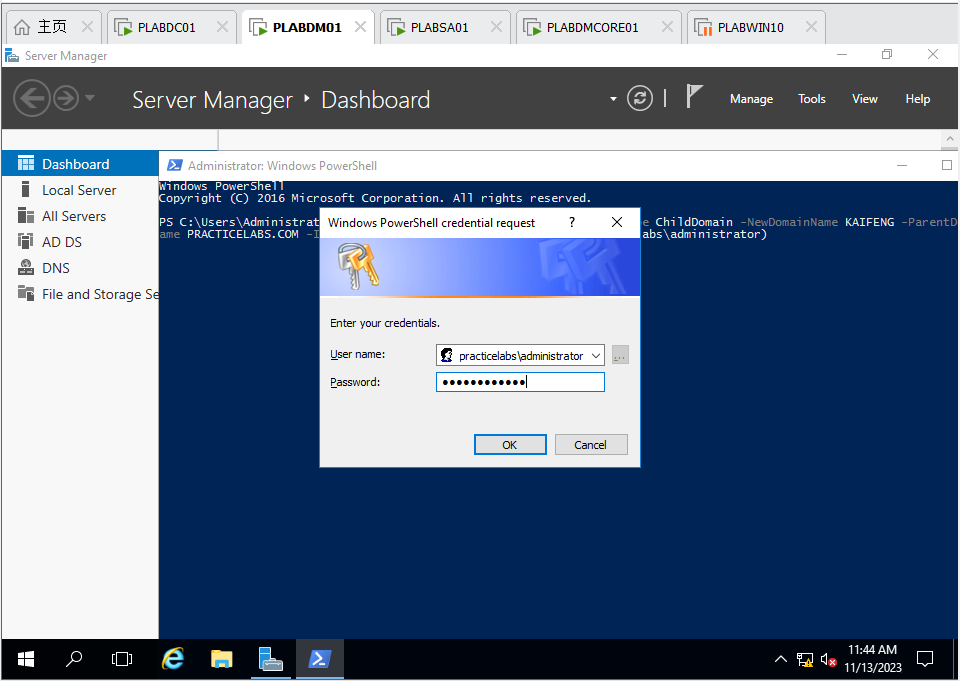 主页
PLABDC01
PLABDM01
PLABSA01
PLABDMCORE01
PLABWIN10
Server Manager
Server Manager ‣ Dashboard
Manage
Tools
View
Help
Dashboard
Local Server
All Servers
AD DS
DNS
File and Storage Se
Administrator: Windows PowerShell
Windows PowerShell
Copyright (C) 2016 Microsoft Corporation. All rights reserved.
PS C:\Users\Administrat ChildDomain -NewDomainName KAIFENG -ParentD
ame PRACTICELABS.COM abs\administrator)
Windows PowerShell credential request
?
Enter your credentials.
User name:
practicelabs\administrator
...
Password:
OK
Cancel
11:44 AM
11/13/2023